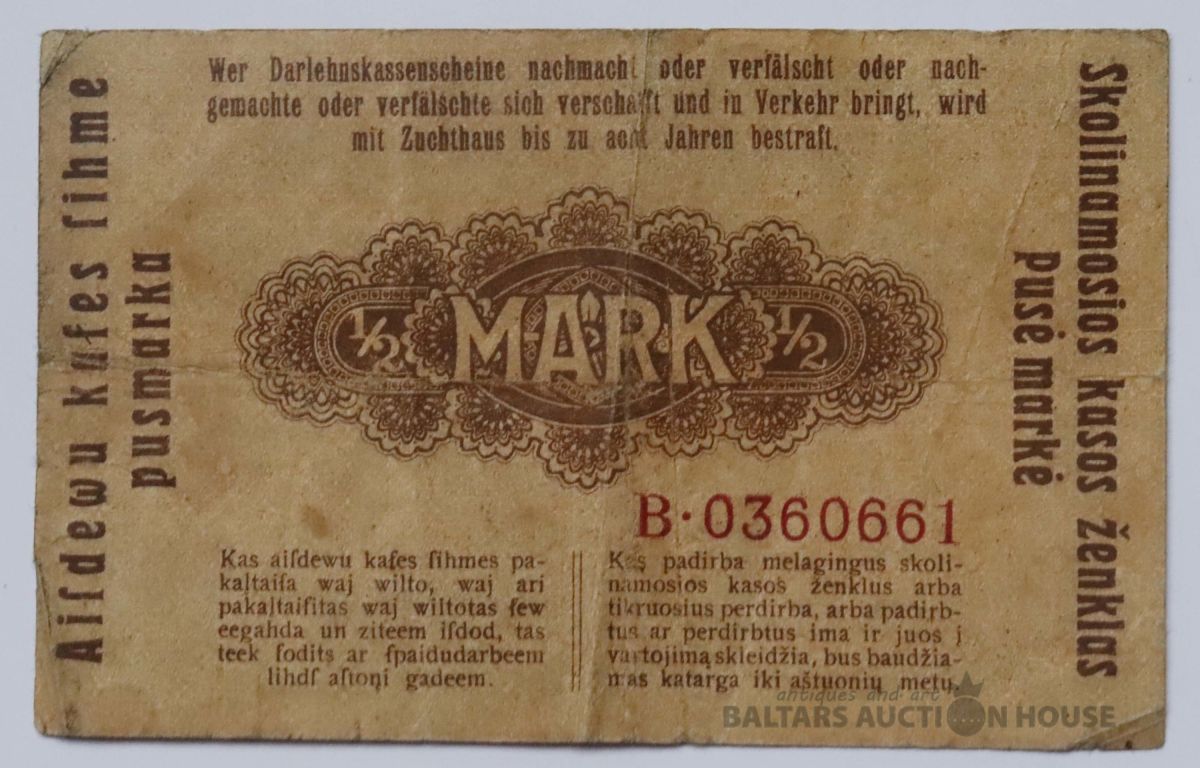 Wer Darlehnskassenscheine nachmacht oder verfälscht oder nach-
gemachte oder verfälschte sich verschafft und in Verkehr bringt, wird
mit Zuchthaus bis zu acht Jahren bestraft.
Aiſdewu kaſes ſihme
pusmarka
Skolinamosios kasos ženklas
pusė markė
1/2 MARK 1/2
B·0360661
Kas aiſdewu kaſes ſihmes pa-
kaļtaiſa waj wilto, waj ari
pakaļtaiſitas waj wiltotas ſew
eegahda un ziteem iſdod, tas
teek ſodits ar ſpaidudarbeem
lihdſ aſtoņi gadeem.
Kas padirba melagingus skoli-
namosios kasos ženklus arba
tikruosius perdirba, arba padirb-
tus ar perdirbtus ima ir juos į
vartojimą skleidžia, bus baudžia-
mas katarga iki aštuonių metų.
antiques and art
BALTARS AUCTION HOUSE